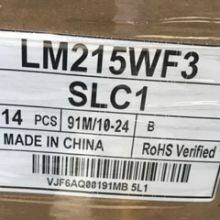 LM215WF3
SLC1
14 PCS 91M/10-24 B
MADE IN CHINA RoHS Verified
VJF6AQ00191MB 5L1